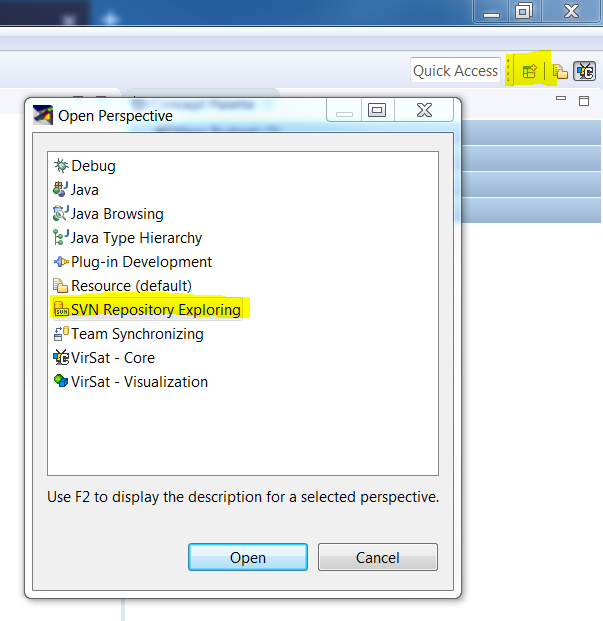 Quick Access
Open Perspective
Debug
Java
Java Browsing
Java Type Hierarchy
Plug-in Development
Resource (default)
SVN Repository Exploring
Team Synchronizing
VirSat - Core
VirSat - Visualization
Use F2 to display the description for a selected perspective.
Open
Cancel